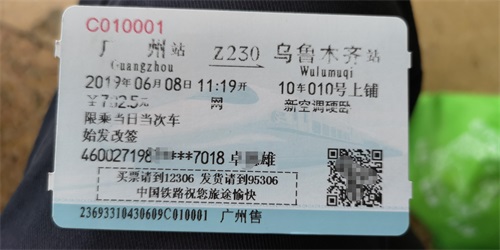 C010001
广州站 Z230 乌鲁木齐站
Guangzhou Wulumuqi
2019年06月08日 11:19开 10车010号上铺
网 新空调硬卧
限乘当日当次车
始发改签
460027198 ***7018 卓 雄
买票请到12306 发货请到95306
中国铁路祝您旅途愉快
23693310430609C010001 广州售